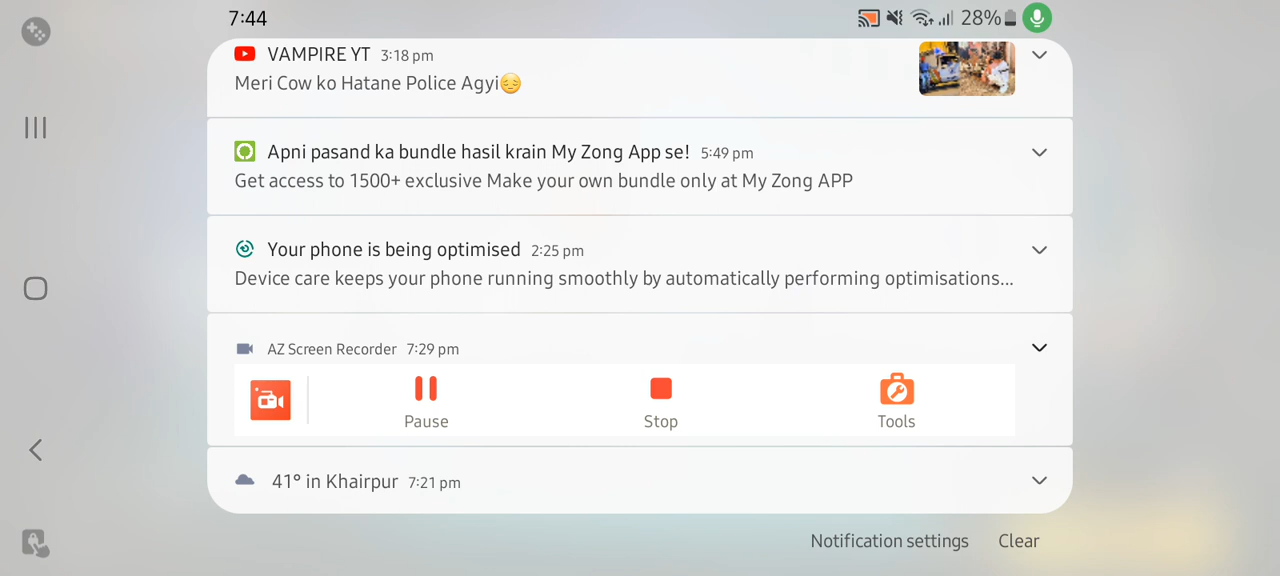 7:44
28%
VAMPIRE YT 3:18 pm
Meri Cow ko Hatane Police Agyi😔
Apni pasand ka bundle hasil krain My Zong App se! 5:49 pm
Get access to 1500+ exclusive Make your own bundle only at My Zong APP
Your phone is being optimised 2:25 pm
Device care keeps your phone running smoothly by automatically performing optimisations...
AZ Screen Recorder 7:29 pm
Pause Stop Tools
41° in Khairpur 7:21 pm
Notification settings Clear